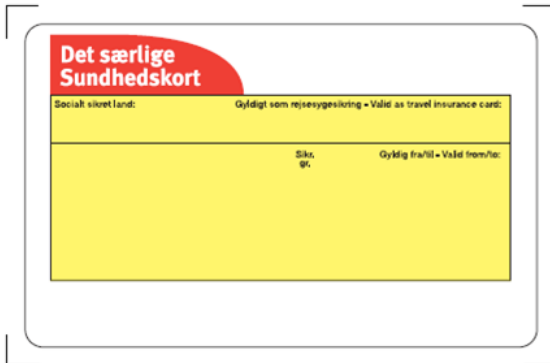 Det særlige
Sundhedskort
Socialt sikret land: Gyldigt som rejsesygesikring - Valid as travel insurance card:
Sikr. Gyldig fra/til - Valid from/to:
gr.